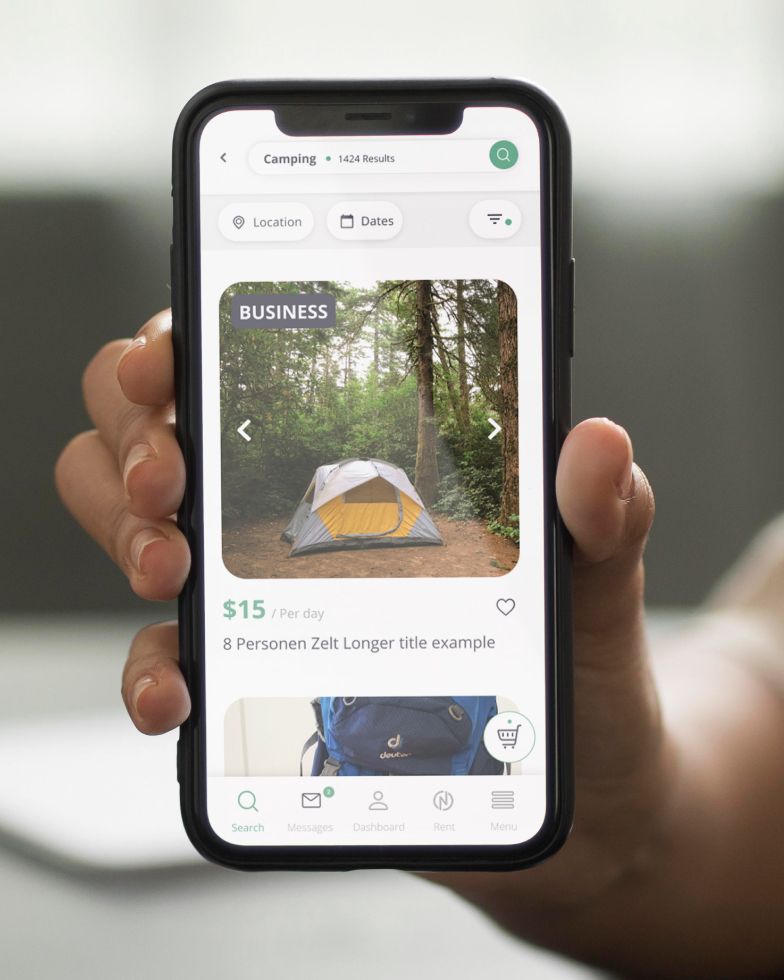 Camping • 1424 Results
Location
Dates
BUSINESS
$15 / Per day
8 Personen Zelt Longer title example
deuter
2
Search
Messages
Dashboard
Rent
Menu